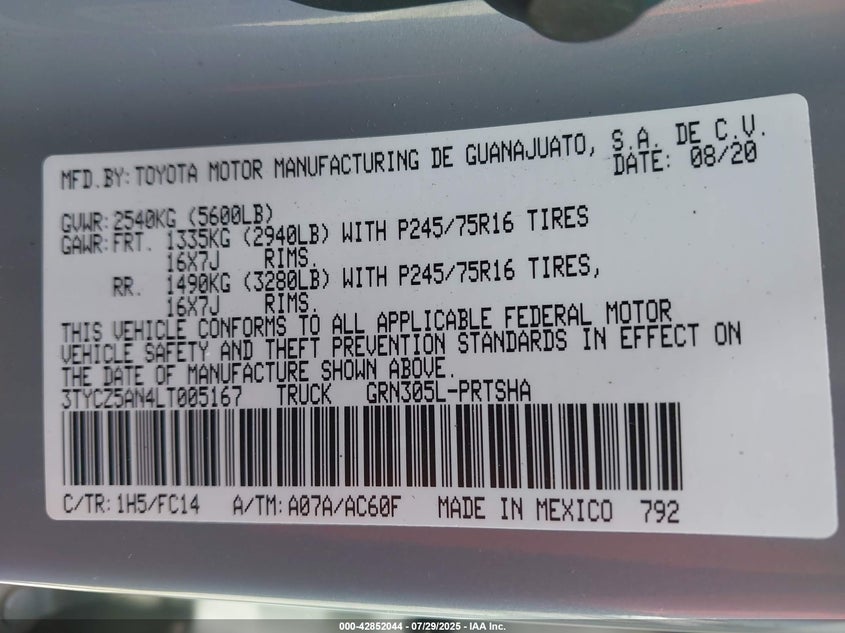 MFD.BY: TOYOTA MOTOR MANUFACTURING DE GUANAJUATO, S.A. DE C.V.
DATE: 08/20
GVWR: 2540KG (5600LB)
GAWR: FRT. 1335KG (2940LB) WITH P245/75R16 TIRES
16X7J RIMS.
RR. 1490KG (3280LB) WITH P245/75R16 TIRES,
16X7J RIMS.
THIS VEHICLE CONFORMS TO ALL APPLICABLE FEDERAL MOTOR
VEHICLE SAFETY AND THEFT PREVENTION STANDARDS IN EFFECT ON
THE DATE OF MANUFACTURE SHOWN ABOVE.
3TYCZ5AN4LT005167 TRUCK GRN305L-PRTSHA
C/TR: 1H5/FC14 A/TM: A07A/AC60F MADE IN MEXICO 792
000-42852044 - 07/29/2025 - IAA Inc.